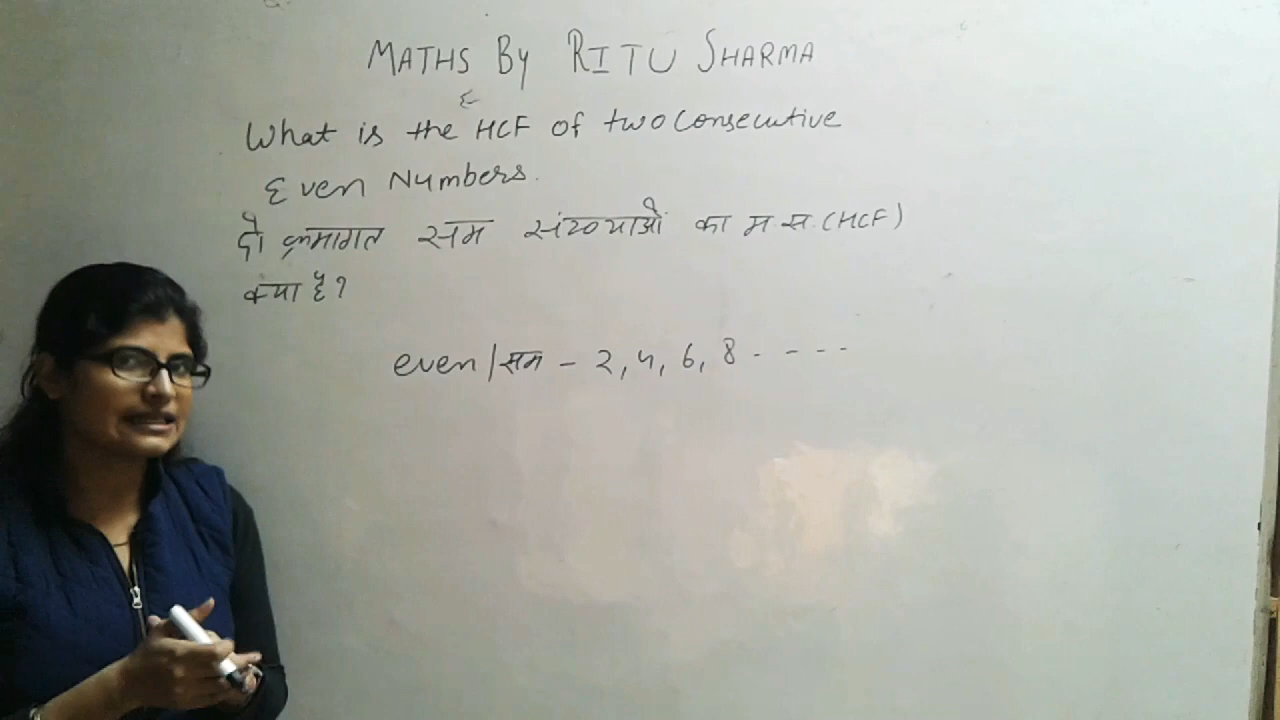 MATHS By RITU SHARMA
What is the HCF of two Consecutive
Even Numbers.
दो क्रमागत सम संख्याओं का म.स. (HCF)
क्या है?
even/सम - 2, 4, 6, 8 - - - -